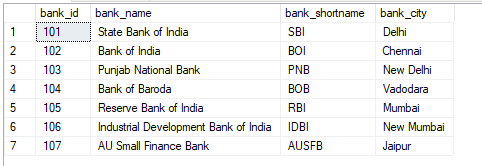 bank_id bank_name bank_shortname bank_city
1 101 State Bank of India SBI Delhi
2 102 Bank of India BOI Chennai
3 103 Punjab National Bank PNB New Delhi
4 104 Bank of Baroda BOB Vadodara
5 105 Reserve Bank of India RBI Mumbai
6 106 Industrial Development Bank of India IDBI New Mumbai
7 107 AU Small Finance Bank AUSFB Jaipur